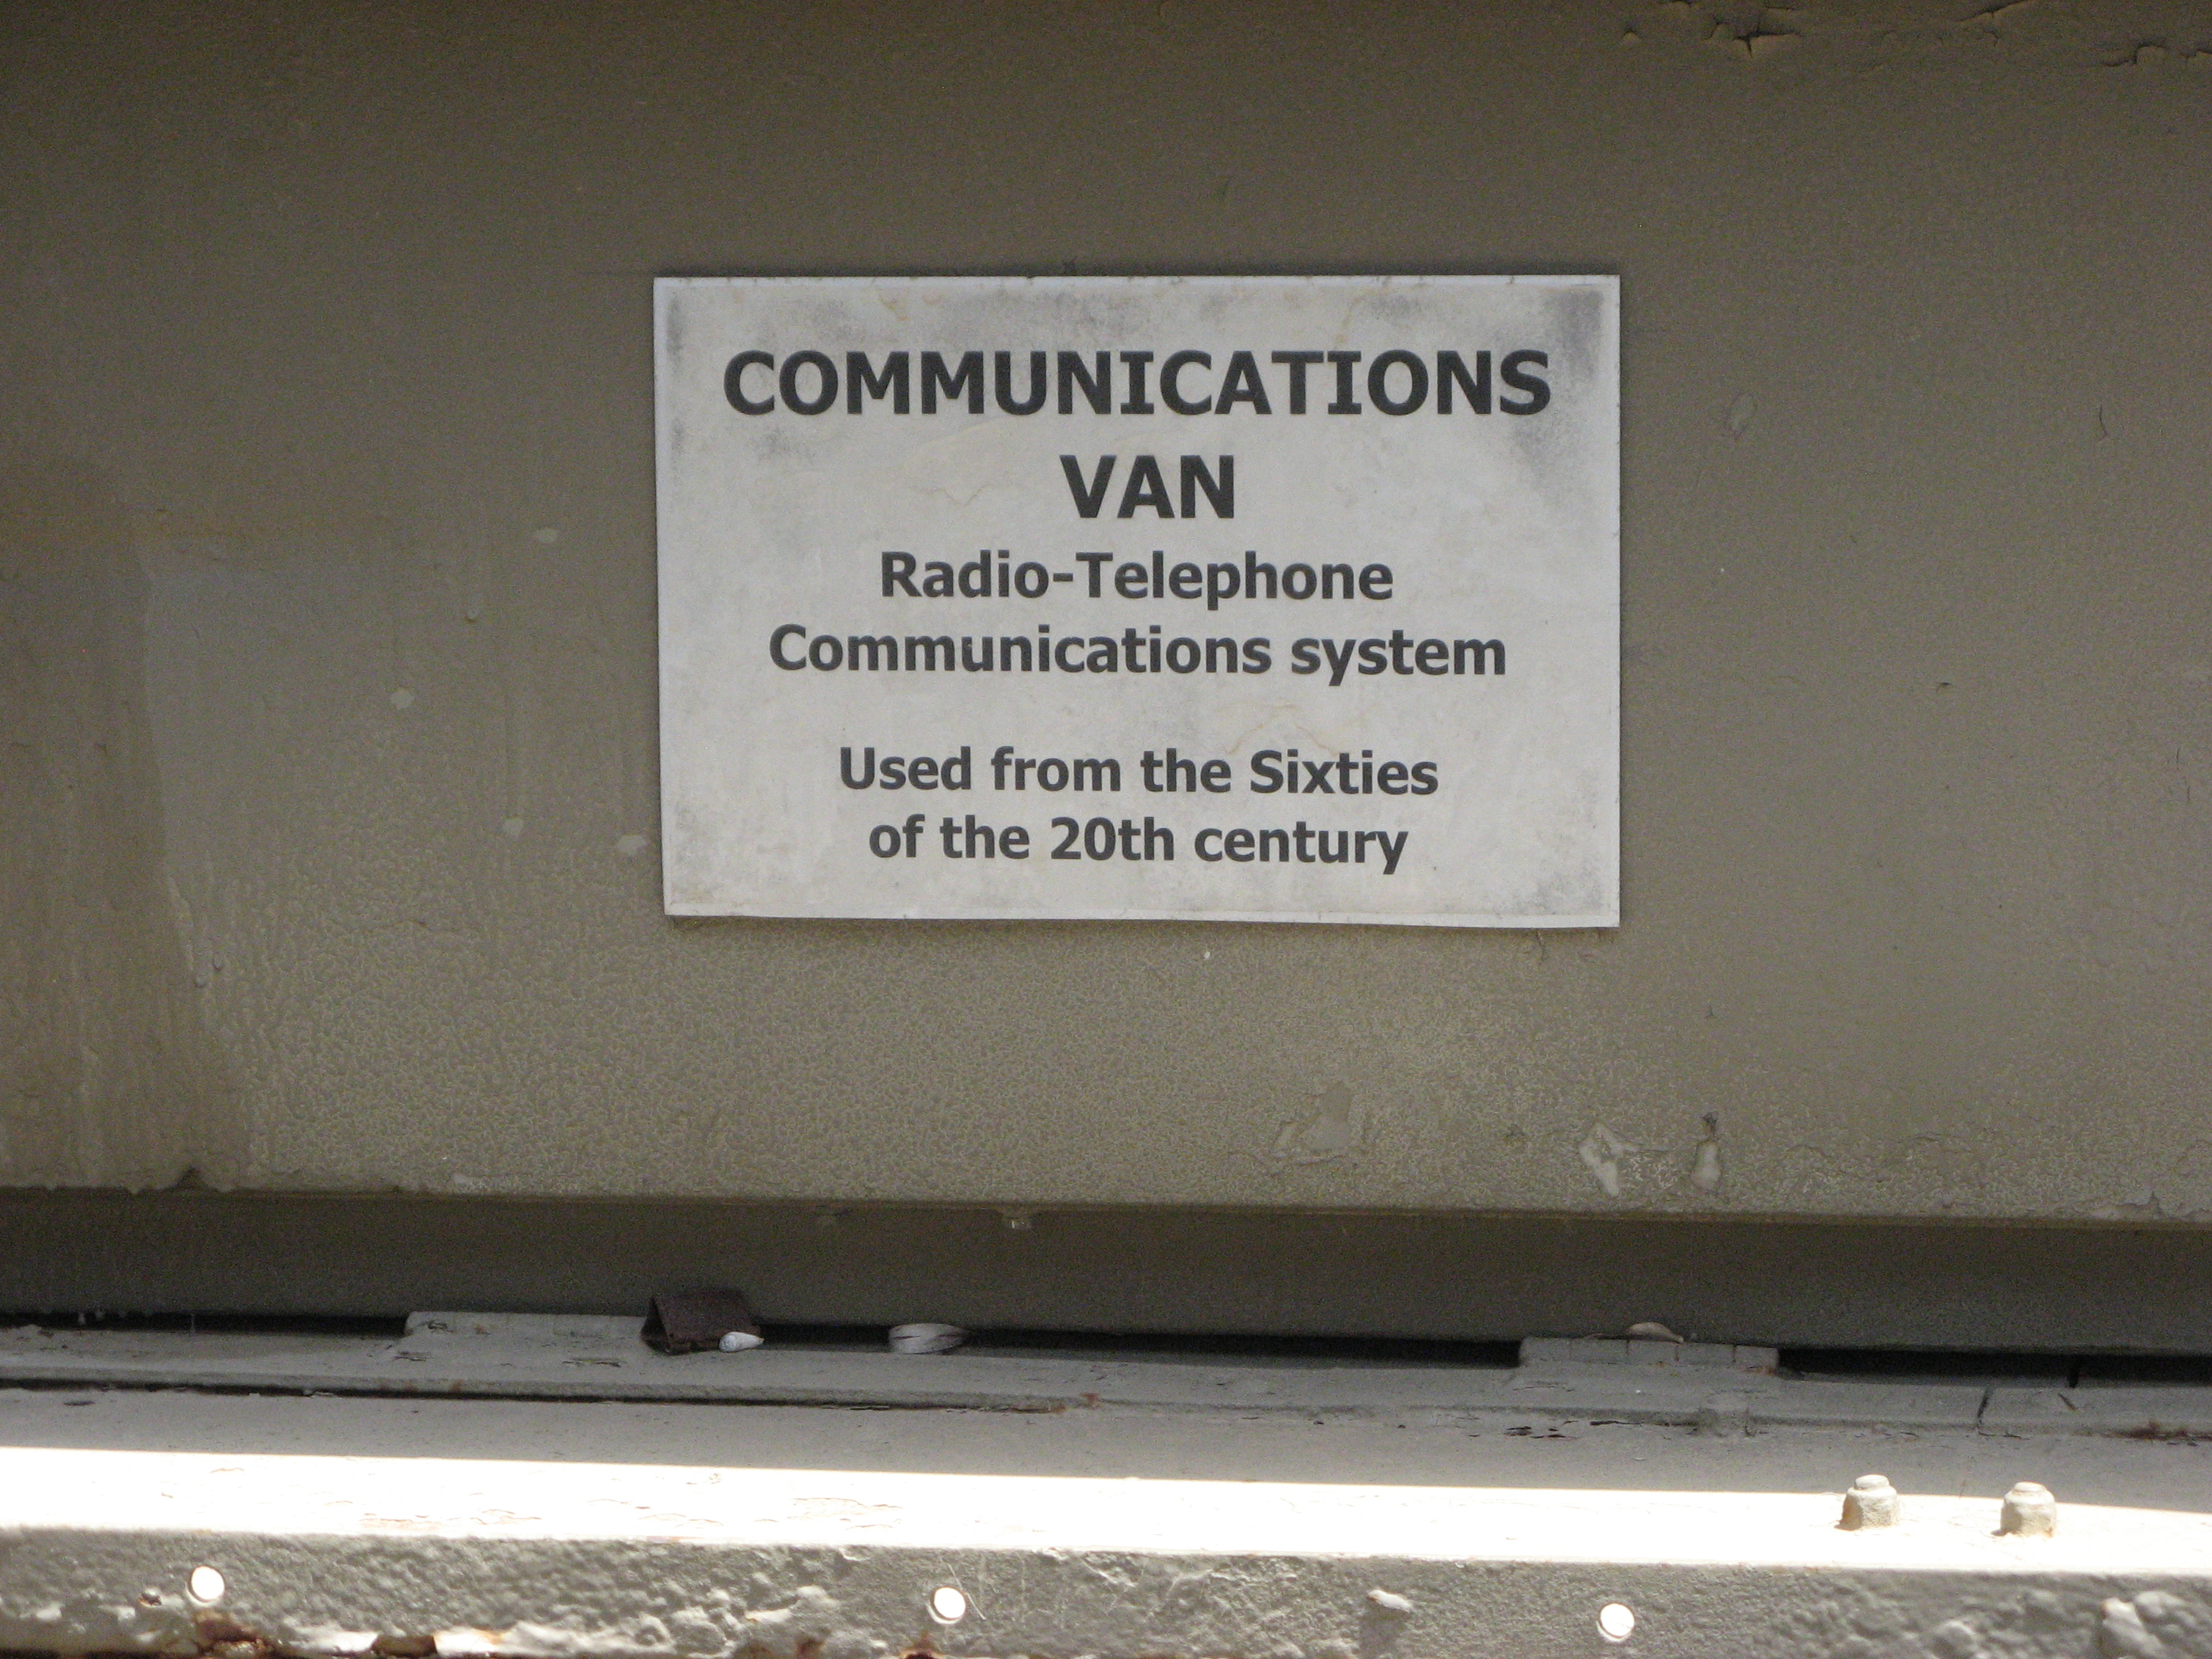 COMMUNICATIONS
VAN
Radio-Telephone
Communications system
Used from the Sixties
of the 20th century